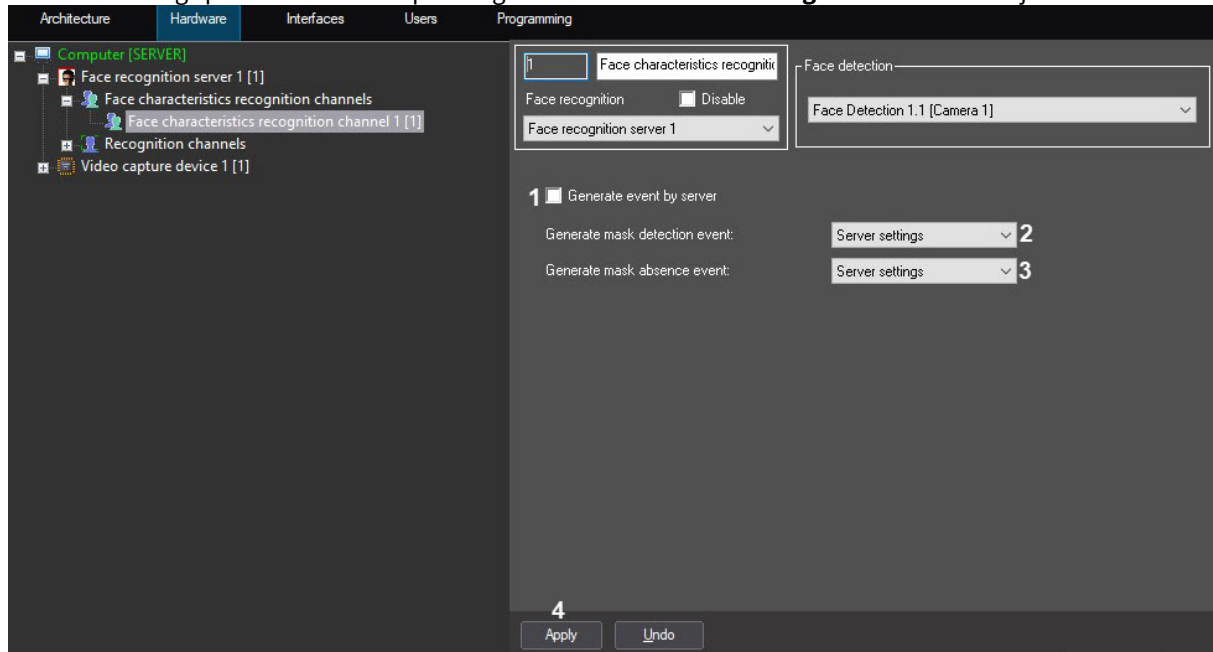 Architecture Hardware Interfaces Users Programming
Computer [SERVER]
Face recognition server 1 [1]
Face characteristics recognition channels
Face characteristics recognition channel 1 [1]
Recognition channels
Video capture device 1 [1]
1 Face characteristics recognitic
Face recognition Disable
Face recognition server 1
Face detection
Face Detection 1.1 [Camera 1]
1 Generate event by server
Generate mask detection event: Server settings 2
Generate mask absence event: Server settings 3
4
Apply Undo